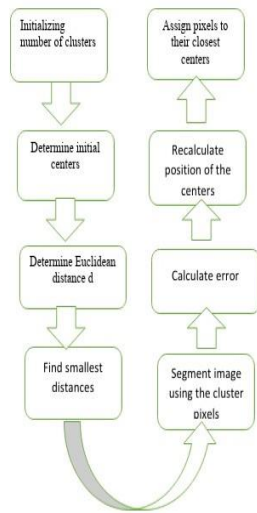 Initializing
number of clusters
Determine initial
centers
Determine Euclidean
distance d
Find smallest
distances
Segment image
using the cluster
pixels
Calculate error
Recalculate
position of the
centers
Assign pixels to
their closest
centers